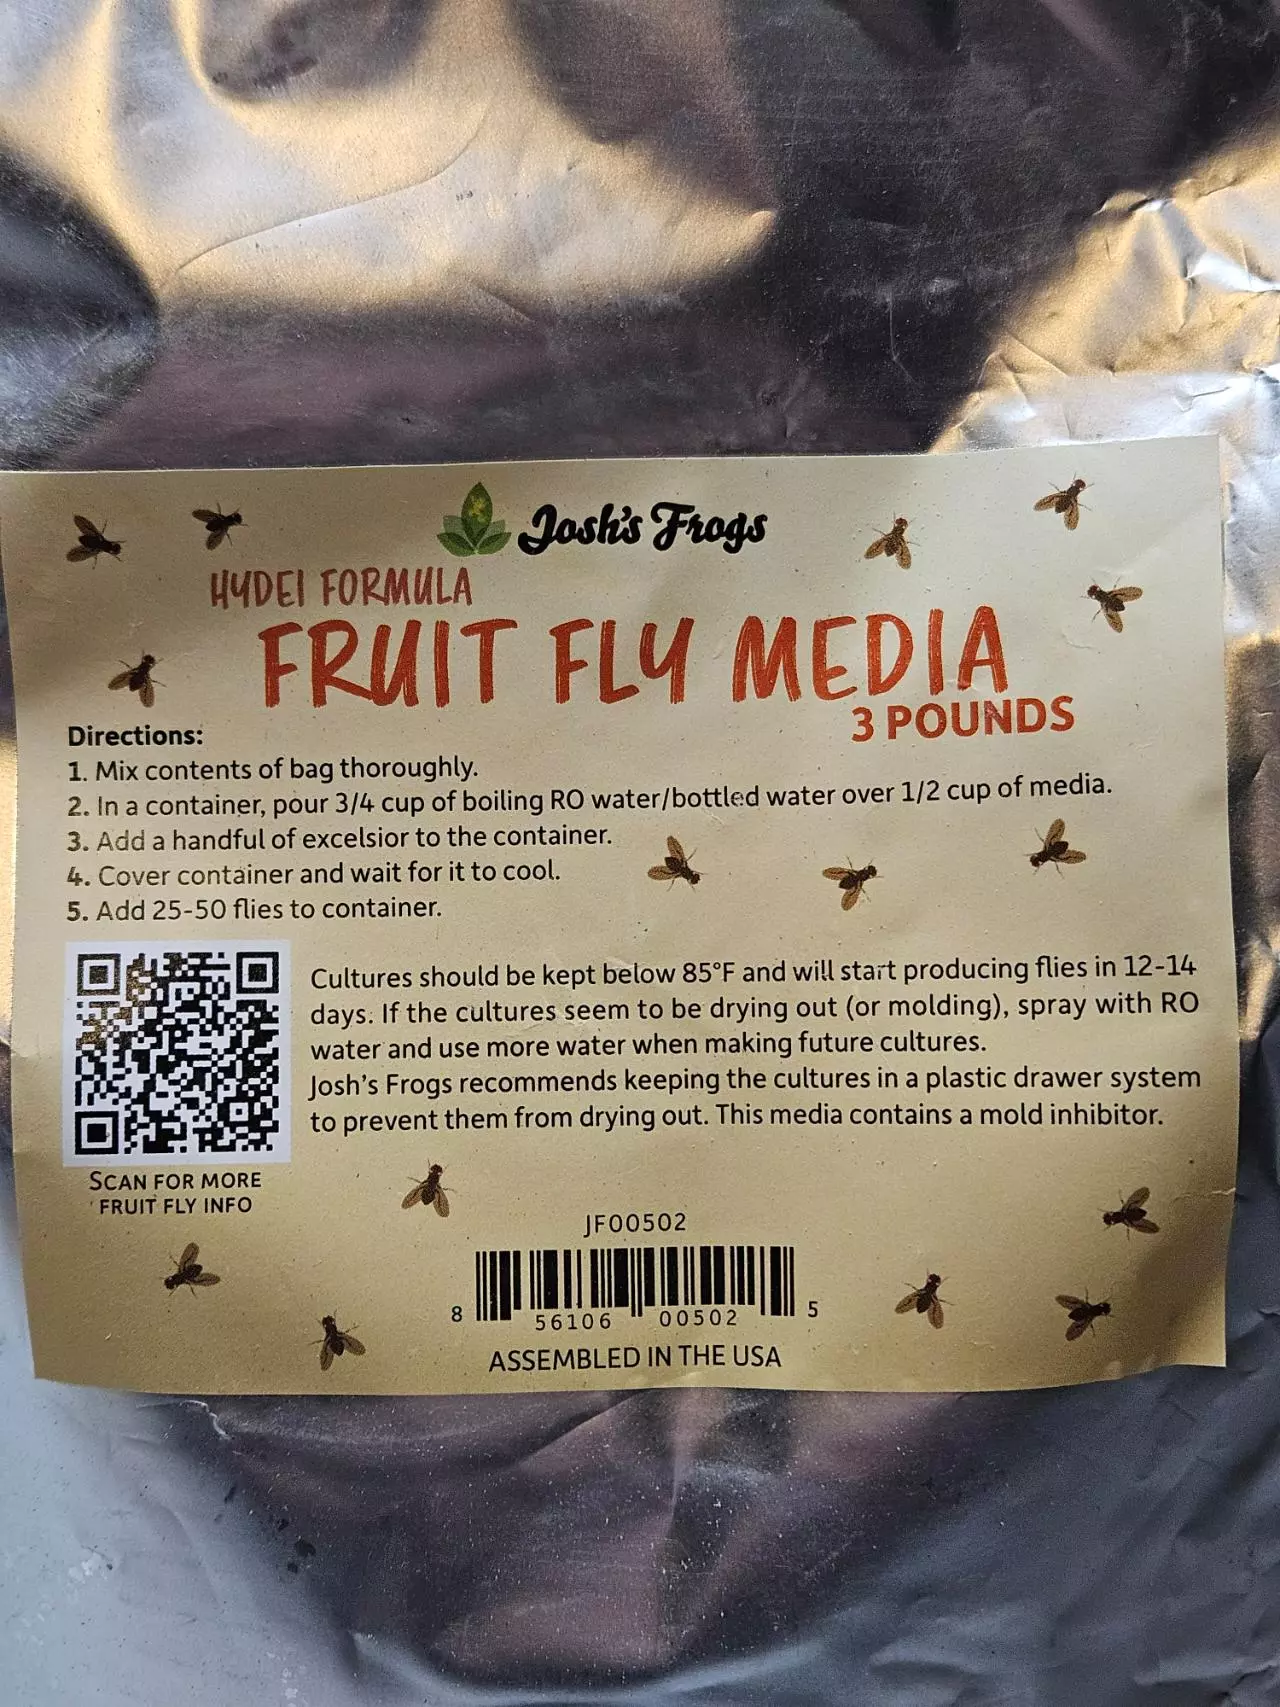 Josh's Frogs
HYDEI FORMULA
FRUIT FLY MEDIA
3 POUNDS
Directions:
1. Mix contents of bag thoroughly.
2. In a container, pour 3/4 cup of boiling RO water/bottled water over 1/2 cup of media.
3. Add a handful of excelsior to the container.
4. Cover container and wait for it to cool.
5. Add 25-50 flies to container.
Cultures should be kept below 85°F and will start producing flies in 12-14
days. If the cultures seem to be drying out (or molding), spray with RO
water and use more water when making future cultures.
Josh's Frogs recommends keeping the cultures in a plastic drawer system
to prevent them from drying out. This media contains a mold inhibitor.
SCAN FOR MORE
FRUIT FLY INFO
JF00502
8 56106 00502 5
ASSEMBLED IN THE USA